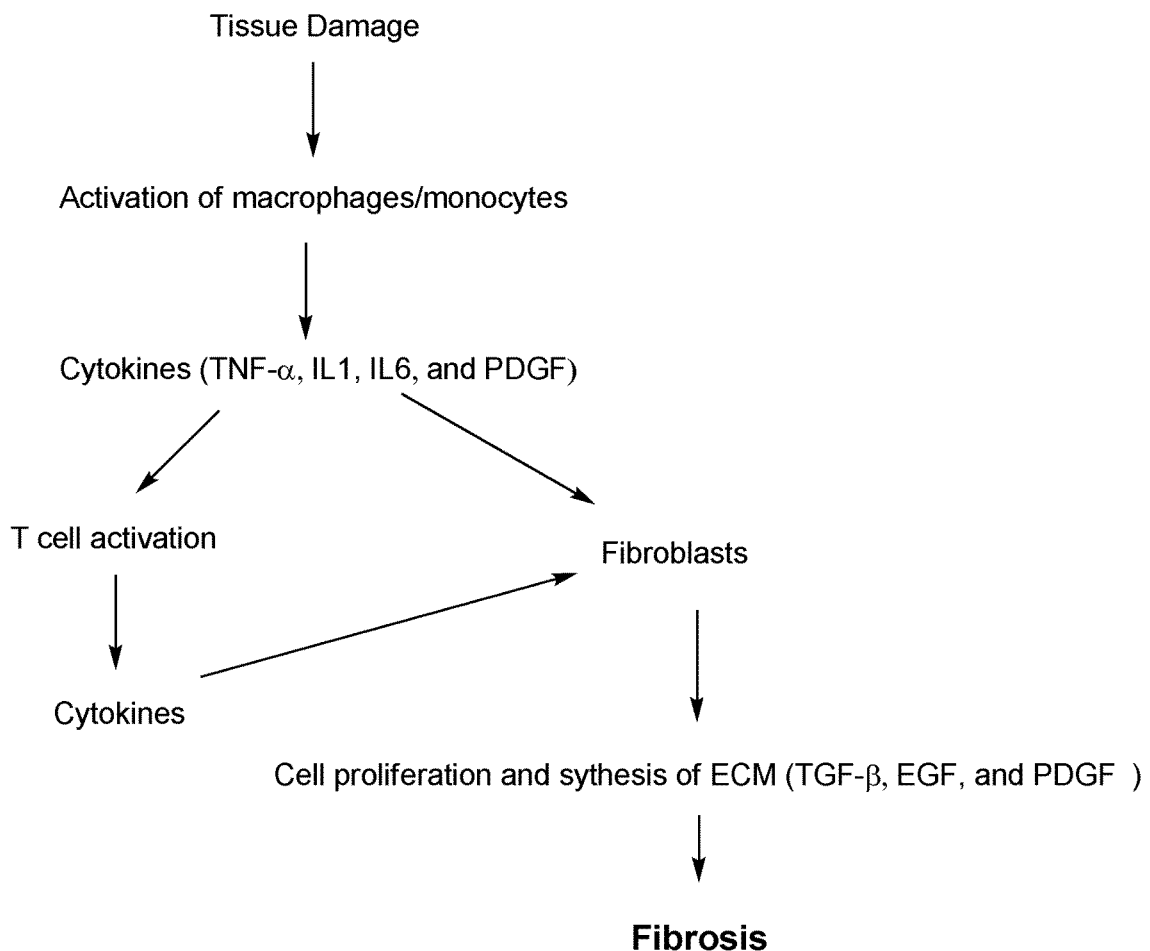 Tissue Damage
Activation of macrophages/monocytes
Cytokines (TNF-α, IL1, IL6, and PDGF)
T cell activation
Fibroblasts
Cytokines
Cell proliferation and sythesis of ECM (TGF-β, EGF, and PDGF )
Fibrosis